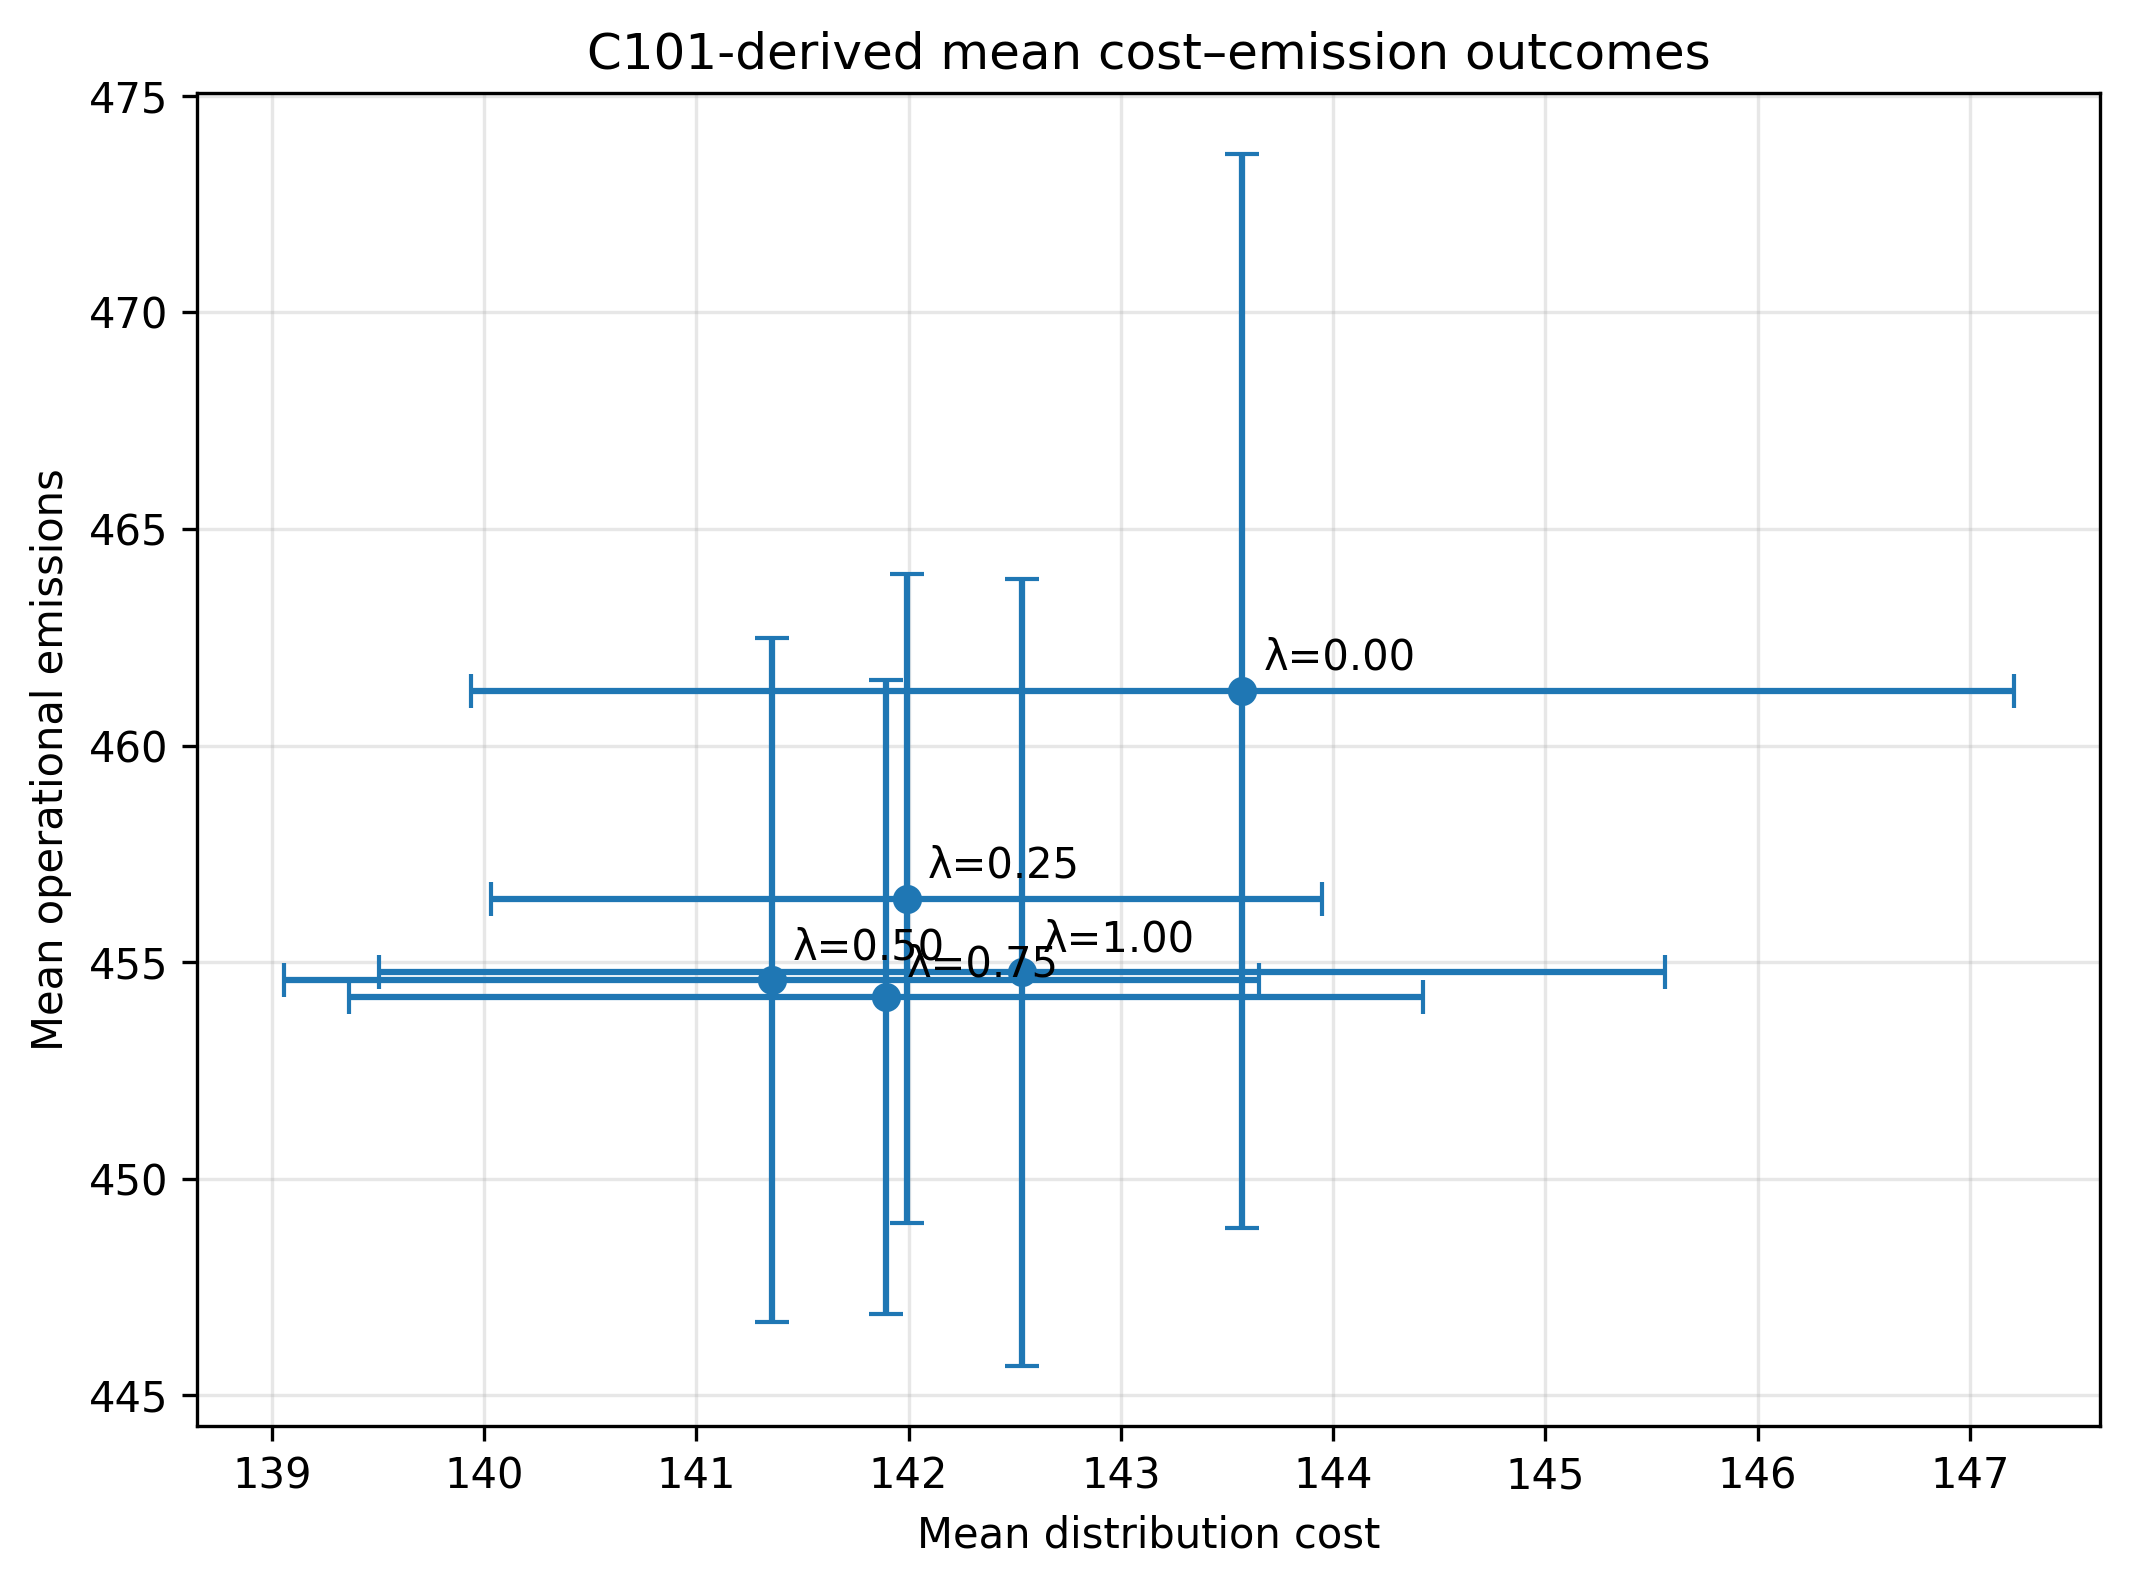 C101-derived mean cost–emission outcomes
475
470
465
460
455
450
445
Mean operational emissions
λ=0.00
λ=0.25
λ=1.00
λ=0.50
λ=0.75
139 140 141 142 143 144 145 146 147
Mean distribution cost